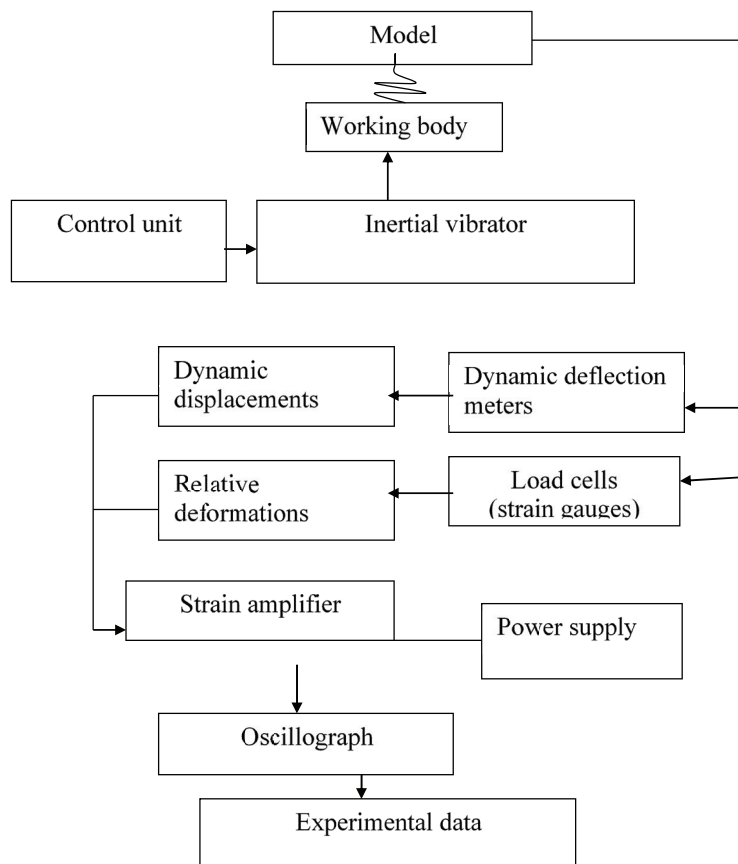 Model
Working body
Control unit
Inertial vibrator
Dynamic
displacements
Dynamic deflection
meters
Relative
deformations
Load cells
(strain gauges)
Strain amplifier
Power supply
Oscillograph
Experimental data